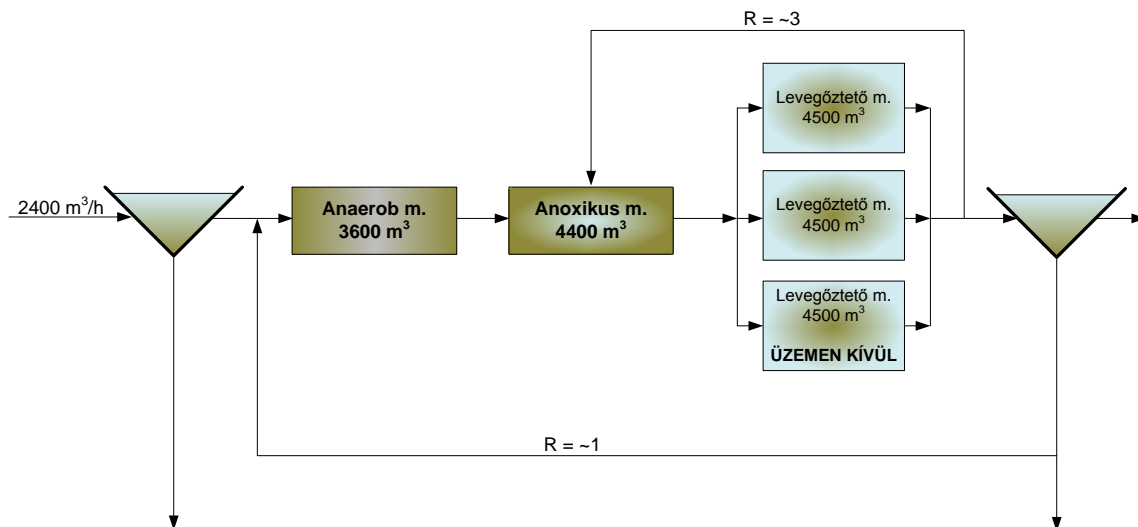 R = ~3
Levegőztető m.
4500 m³
2400 m³/h
Anaerob m.
3600 m³
Anoxikus m.
4400 m³
Levegőztető m.
4500 m³
Levegőztető m.
4500 m³
ÜZEMEN KÍVÜL
R = ~1